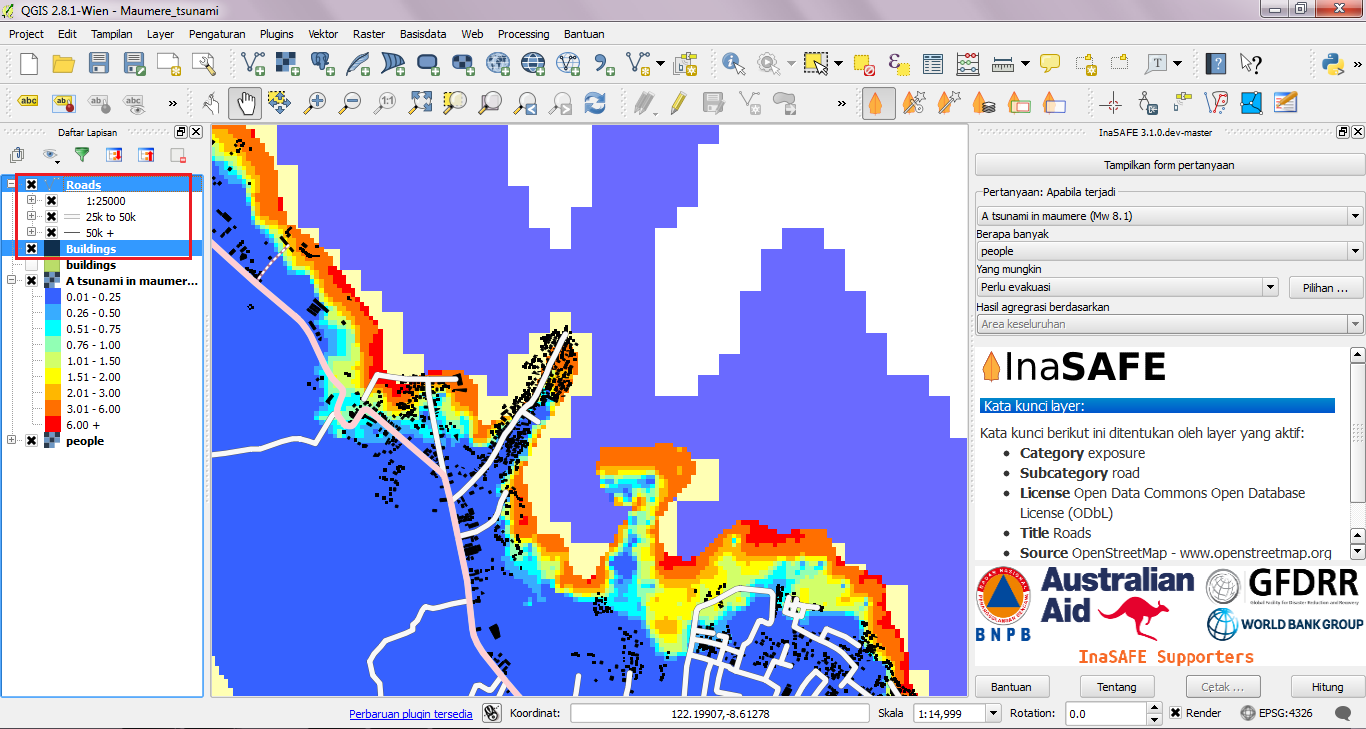 QGIS 2.8.1-Wien - Maumere_tsunami
Project Edit Tampilan Layer Pengaturan Plugins Vektor Raster Basisdata Web Processing Bantuan
abc ab abc abc » 1:1 » »
Daftar Lapisan
Roads
1:25000
25k to 50k
50k +
Buildings
buildings
A tsunami in maumere...
0.01 - 0.25
0.26 - 0.50
0.51 - 0.75
0.76 - 1.00
1.01 - 1.50
1.51 - 2.00
2.01 - 3.00
3.01 - 6.00
6.00 +
people
InaSAFE 3.1.0.dev-master
Tampilkan form pertanyaan
Pertanyaan: Apabila terjadi
A tsunami in maumere (Mw 8.1)
Berapa banyak
people
Yang mungkin
Perlu evakuasi
Pilihan ...
Hasil agregrasi berdasarkan
Area keseluruhan
InaSAFE
Kata kunci layer:
Kata kunci berikut ini ditentukan oleh layer yang aktif:
• Category exposure
• Subcategory road
• License Open Data Commons Open Database
License (ODbL)
• Title Roads
• Source OpenStreetMap - www.openstreetmap.org
BNPB
Australian
Aid
GFDRR
Global Facility for Disaster Reduction and Recovery
WORLD BANK GROUP
InaSAFE Supporters
Bantuan Tentang Cetak ... Hitung
Perbaruan plugin tersedia Koordinat: 122.19907,-8.61278 Skala 1:14,999 Rotation: 0.0 Render EPSG:4326